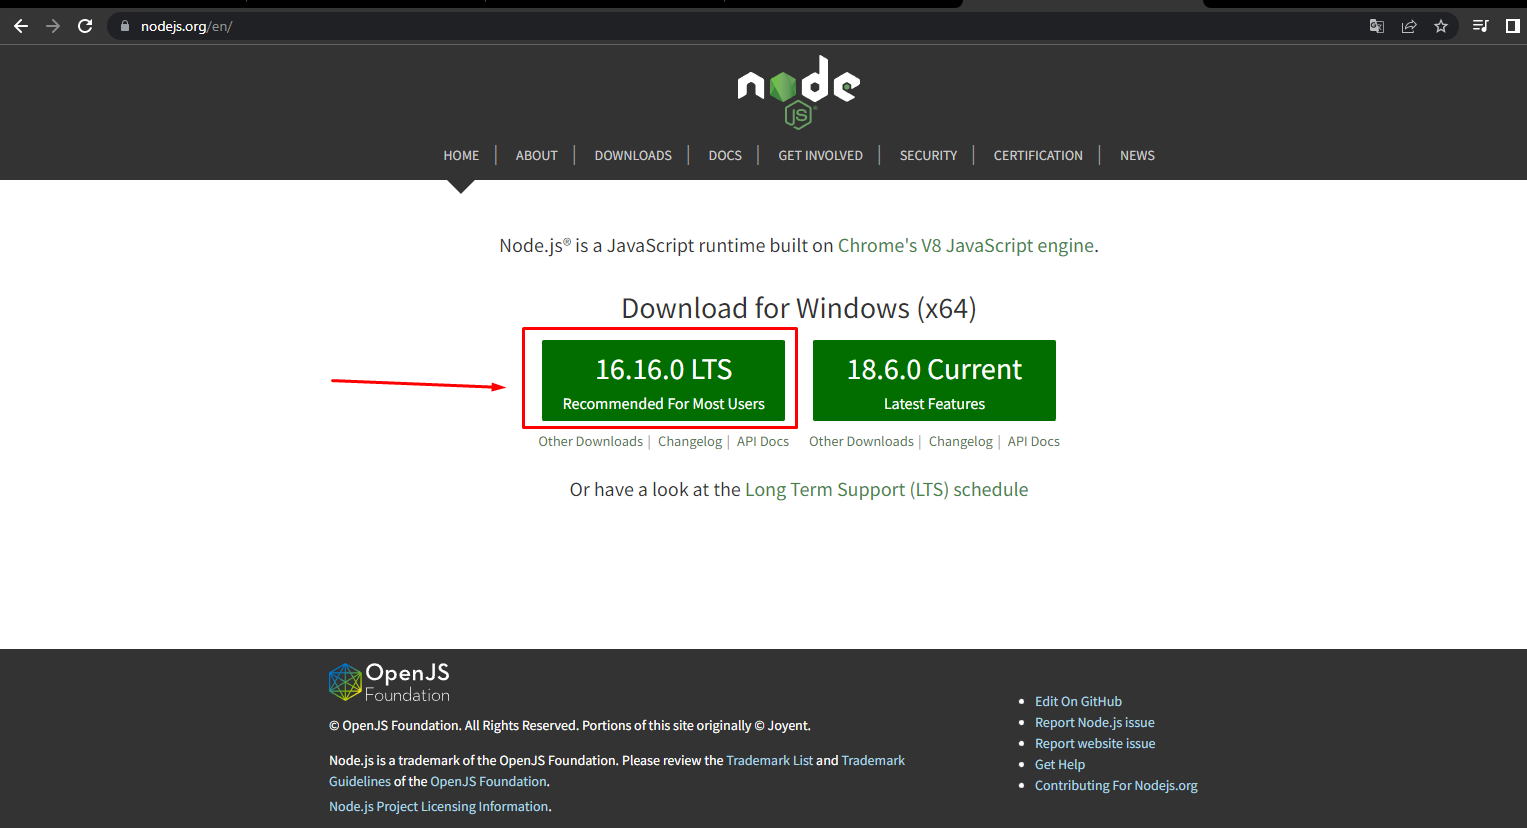 nodejs.org/en/
node
JS
HOME | ABOUT | DOWNLOADS | DOCS | GET INVOLVED | SECURITY | CERTIFICATION | NEWS
Node.js® is a JavaScript runtime built on Chrome's V8 JavaScript engine.
Download for Windows (x64)
16.16.0 LTS
Recommended For Most Users
18.6.0 Current
Latest Features
Other Downloads | Changelog | API Docs
Other Downloads | Changelog | API Docs
Or have a look at the Long Term Support (LTS) schedule
OpenJS
Foundation
© OpenJS Foundation. All Rights Reserved. Portions of this site originally © Joyent.
Node.js is a trademark of the OpenJS Foundation. Please review the Trademark List and Trademark
Guidelines of the OpenJS Foundation.
Node.js Project Licensing Information.
Edit On GitHub
Report Node.js issue
Report website issue
Get Help
Contributing For Nodejs.org